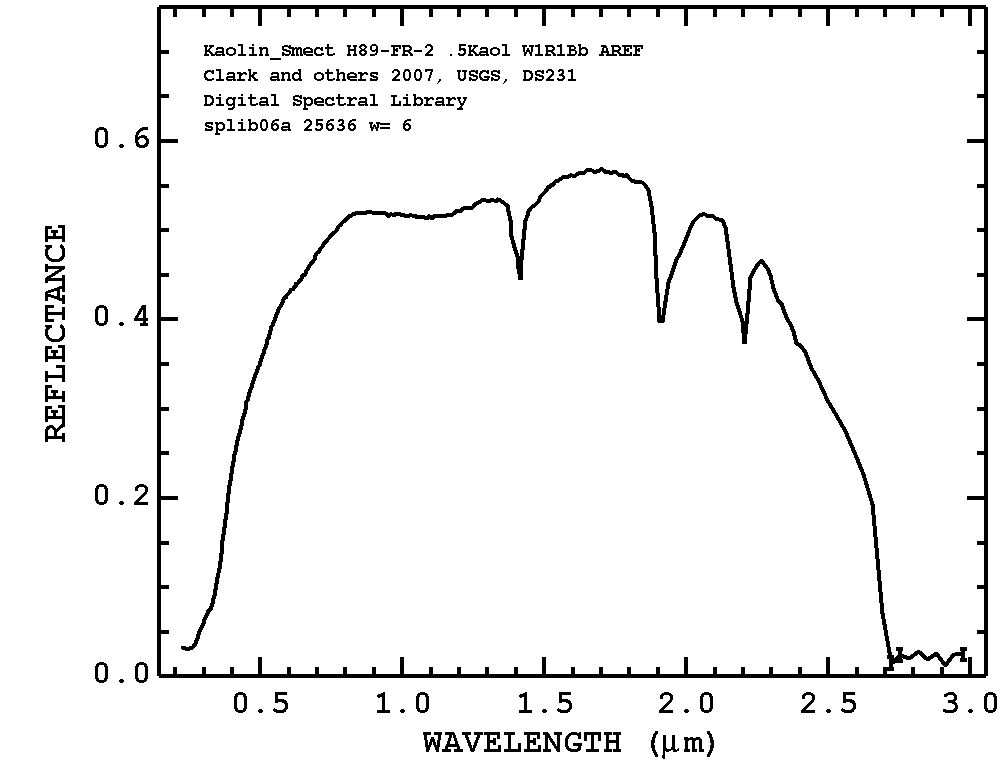 Kaolin_Smect H89-FR-2 .5Kaol W1R1Bb AREF
Clark and others 2007, USGS, DS231
Digital Spectral Library
splib06a 25636 w= 6
REFLECTANCE
0.6
0.4
0.2
0.0
0.5 1.0 1.5 2.0 2.5 3.0
WAVELENGTH (μm)